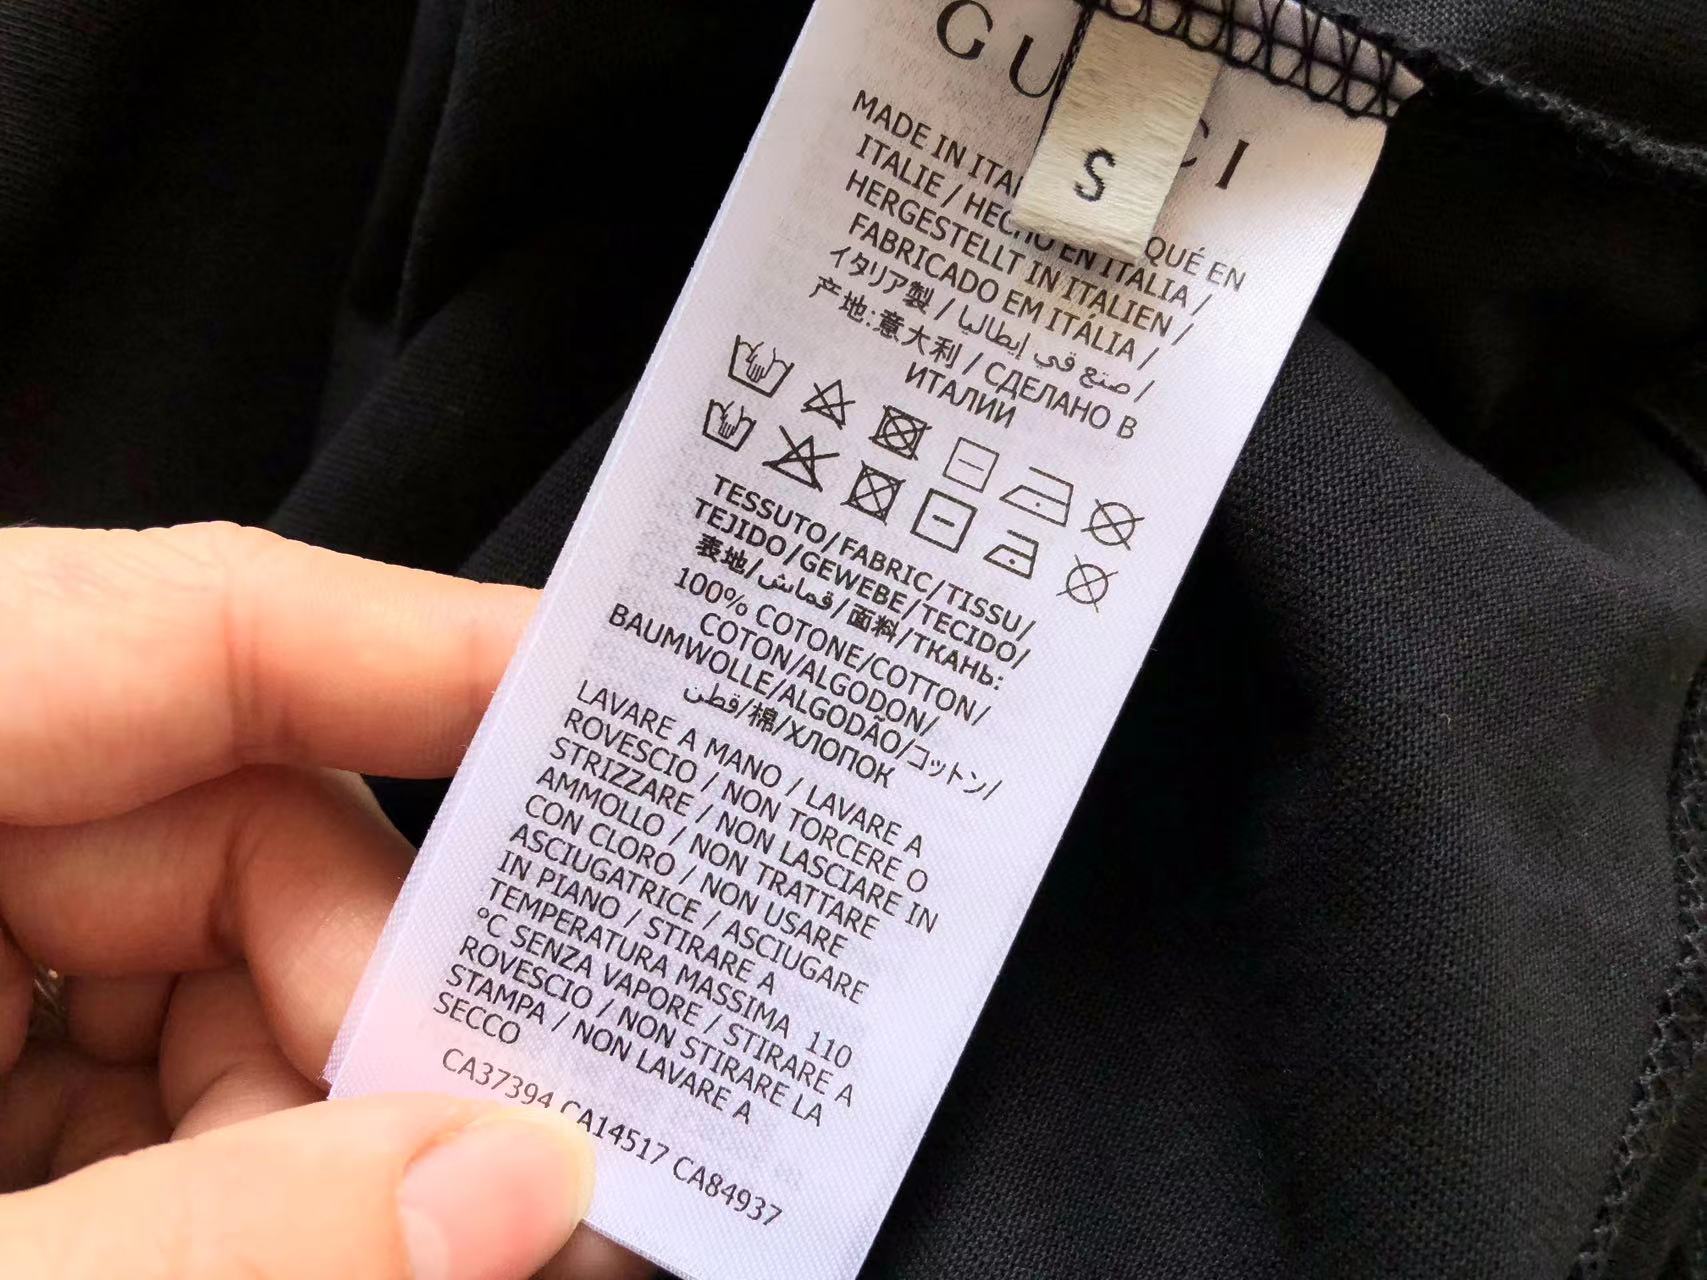 GU CI
S
MADE IN ITA QUÉ EN
ITALIE / HECHO EN ITALIA /
HERGESTELLT IN ITALIEN /
FABRICADO EM ITÁLIA /
イタリア製 / صنع في إيطاليا /
产地:意大利 / СДЕЛАНО В
ИТАЛИИ
TESSUTO/FABRIC/TISSU/
TEJIDO/GEWEBE/TECIDO/
表地/قماش/面料/ТКАНЬ:
100% COTONE/COTTON/
COTON/ALGODON/
BAUMWOLLE/ALGODÃO/コットン/
قطن/棉/ХЛОПОК
LAVARE A MANO / LAVARE A
ROVESCIO / NON TORCERE O
STRIZZARE / NON LASCIARE IN
AMMOLLO / NON TRATTARE
CON CLORO / NON USARE
ASCIUGATRICE / ASCIUGARE
IN PIANO / STIRARE A
TEMPERATURA MASSIMA 110
°C SENZA VAPORE / STIRARE A
ROVESCIO / NON STIRARE LA
STAMPA / NON LAVARE A
SECCO
CA37394 CA14517 CA84937